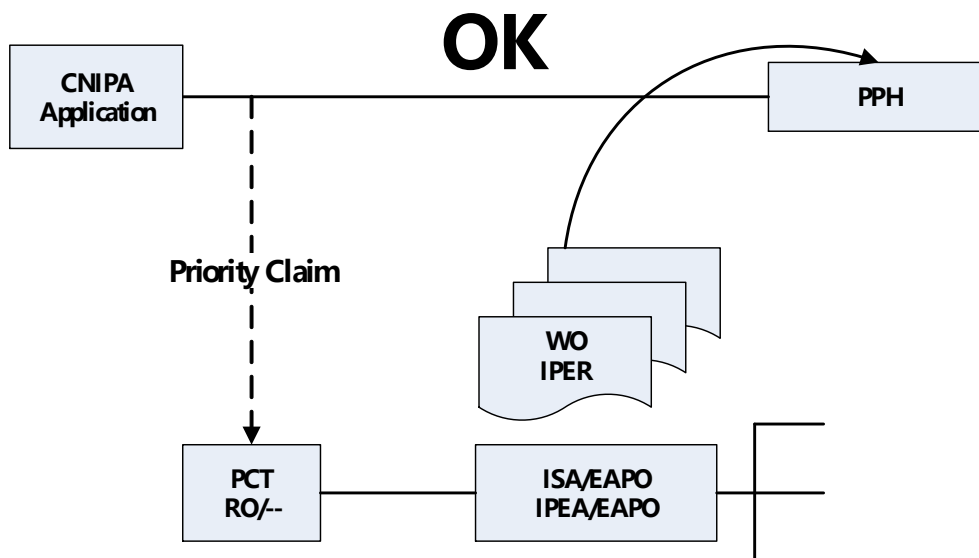 OK
CNIPA
Application
PPH
Priority Claim
WO
IPER
PCT
RO/--
ISA/EAPO
IPEA/EAPO